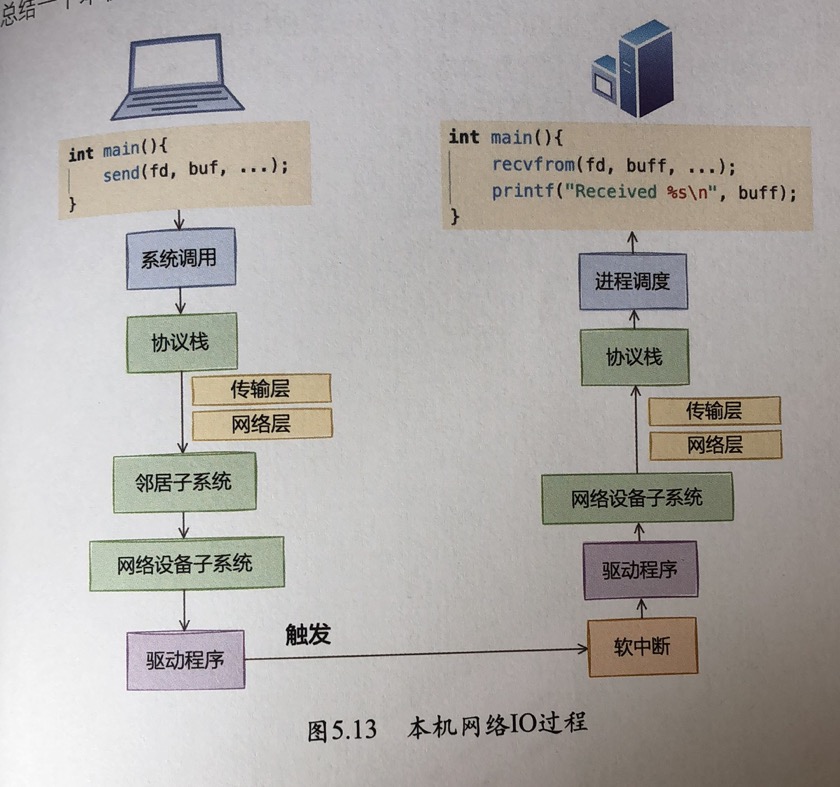 总结一个
int main(){
send(fd, buf, ...);
}
系统调用
协议栈
传输层
网络层
邻居子系统
网络设备子系统
驱动程序
触发
int main(){
recvfrom(fd, buff, ...);
printf("Received %s\n", buff);
}
进程调度
协议栈
传输层
网络层
网络设备子系统
驱动程序
软中断
图5.13 本机网络IO过程